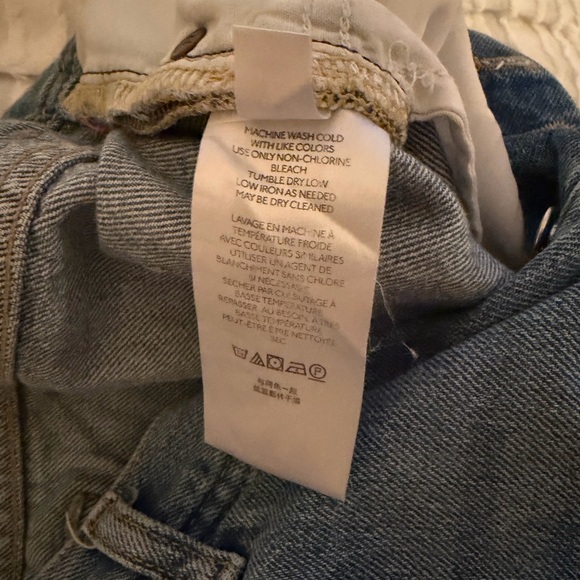 MACHINE WASH COLD
WITH LIKE COLORS
USE ONLY NON-CHLORINE
BLEACH
TUMBLE DRY LOW
LOW IRON AS NEEDED
MAY BE DRY CLEANED
LAVAGE EN MACHINE À
TEMPÉRATURE FROIDE
AVEC COULEURS SIMILAIRES
UTILISER UN AGENT DE
BLANCHIMENT SANS CHLORE
SI NÉCESSAIRE
SÉCHER PAR CULBUTAGE À
BASSE TEMPÉRATURE
REPASSER, AU BESOIN, À TRÈS
BASSE TEMPÉRATURE
PEUT-ÊTRE ÊTRE NETTOYÉ
SEC
P